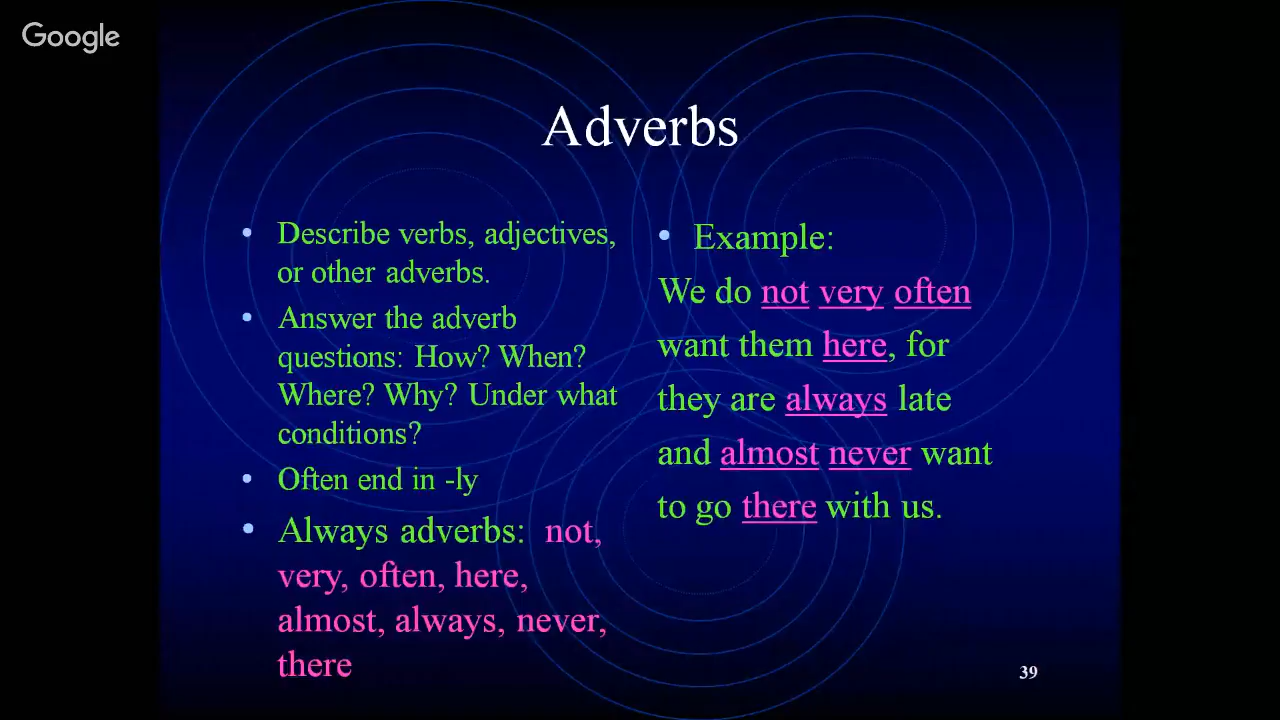 Google
Adverbs
• Describe verbs, adjectives,
or other adverbs.
• Answer the adverb
questions: How? When?
Where? Why? Under what
conditions?
• Often end in -ly
• Always adverbs: not,
very, often, here,
almost, always, never,
there
• Example:
We do not very often
want them here, for
they are always late
and almost never want
to go there with us.
39